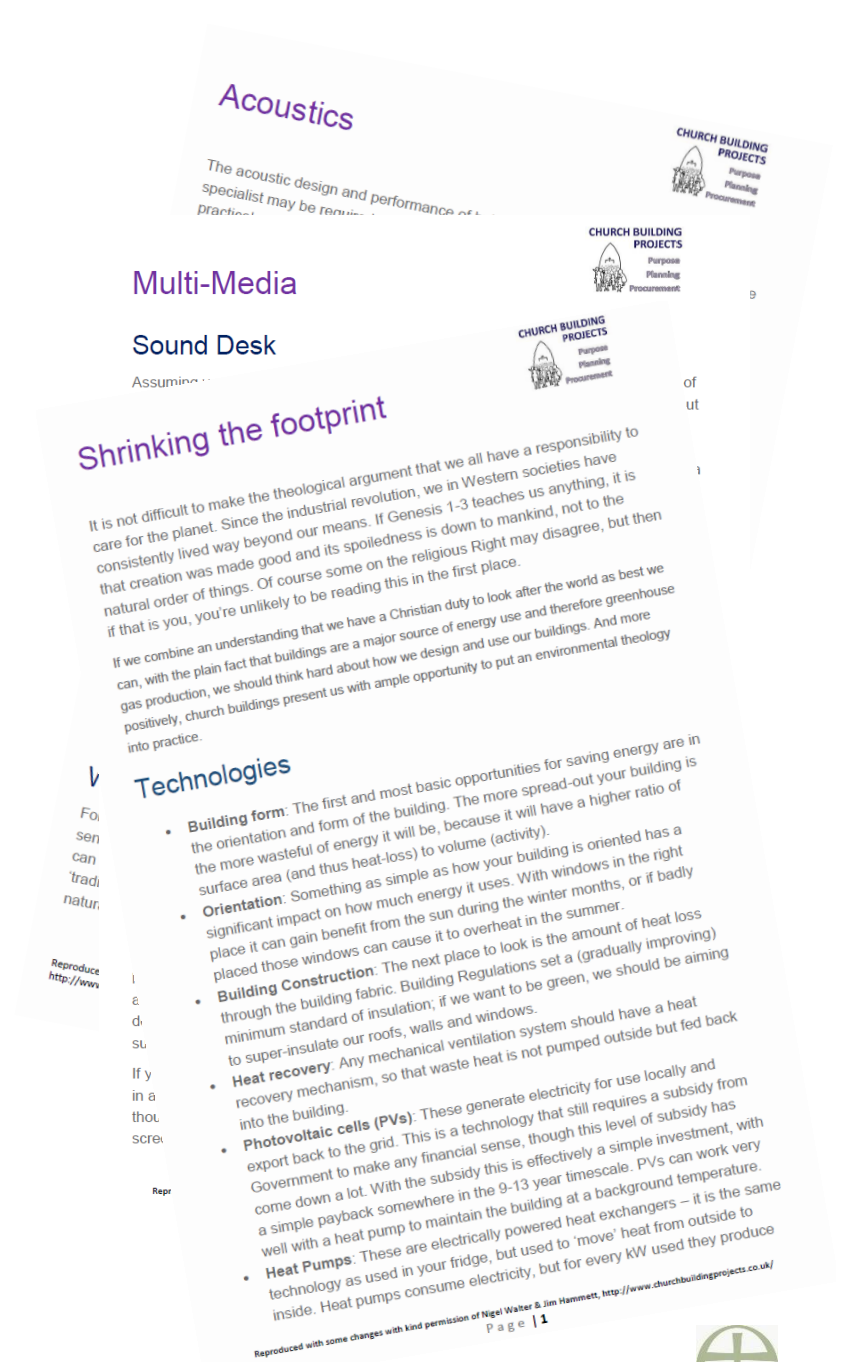 Acoustics
CHURCH BUILDING
PROJECTS
Purpose
Planning
Procurement
The acoustic design and performance of
specialist may be
Multi-Media
CHURCH BUILDING
PROJECTS
Purpose
Planning
Procurement
e
Sound Desk
Assuming
of
ut
a
CHURCH BUILDING
PROJECTS
Purpose
Planning
Procurement
Shrinking the footprint
It is not difficult to make the theological argument that we all have a responsibility to
care for the planet. Since the industrial revolution, we in Western societies have
consistently lived way beyond our means. If Genesis 1-3 teaches us anything, it is
that creation was made good and its spoiledness is down to mankind, not to the
natural order of things. Of course some on the religious Right may disagree, but then
if that is you, you're unlikely to be reading this in the first place.
If we combine an understanding that we have a Christian duty to look after the world as best we
can, with the plain fact that buildings are a major source of energy use and therefore greenhouse
gas production, we should think hard about how we design and use our buildings. And more
positively, church buildings present us with ample opportunity to put an environmental theology
into practice.
Technologies
• Building form: The first and most basic opportunities for saving energy are in
the orientation and form of the building. The more spread-out your building is
the more wasteful of energy it will be, because it will have a higher ratio of
surface area (and thus heat-loss) to volume (activity).
• Orientation: Something as simple as how your building is oriented has a
significant impact on how much energy it uses. With windows in the right
place it can gain benefit from the sun during the winter months, or if badly
placed those windows can cause it to overheat in the summer.
• Building Construction: The next place to look is the amount of heat loss
through the building fabric. Building Regulations set a (gradually improving)
minimum standard of insulation; if we want to be green, we should be aiming
to super-insulate our roofs, walls and windows.
• Heat recovery: Any mechanical ventilation system should have a heat
recovery mechanism, so that waste heat is not pumped outside but fed back
into the building.
• Photovoltaic cells (PVs): These generate electricity for use locally and
export back to the grid. This is a technology that still requires a subsidy from
Government to make any financial sense, though this level of subsidy has
come down a lot. With the subsidy this is effectively a simple investment, with
a simple payback somewhere in the 9-13 year timescale. PVs can work very
well with a heat pump to maintain the building at a background temperature.
• Heat Pumps: These are electrically powered heat exchangers – it is the same
technology as used in your fridge, but used to 'move' heat from outside to
inside. Heat pumps consume electricity, but for every kW used they produce
Reproduced with some changes with kind permission of Nigel Walter & Jim Hammett, http://www.churchbuildingprojects.co.uk/
Page | 1
Fo
sen
can
'tradi
natur
Reproduce
http://www
a
su
If y
in a
thou
scre
Repr